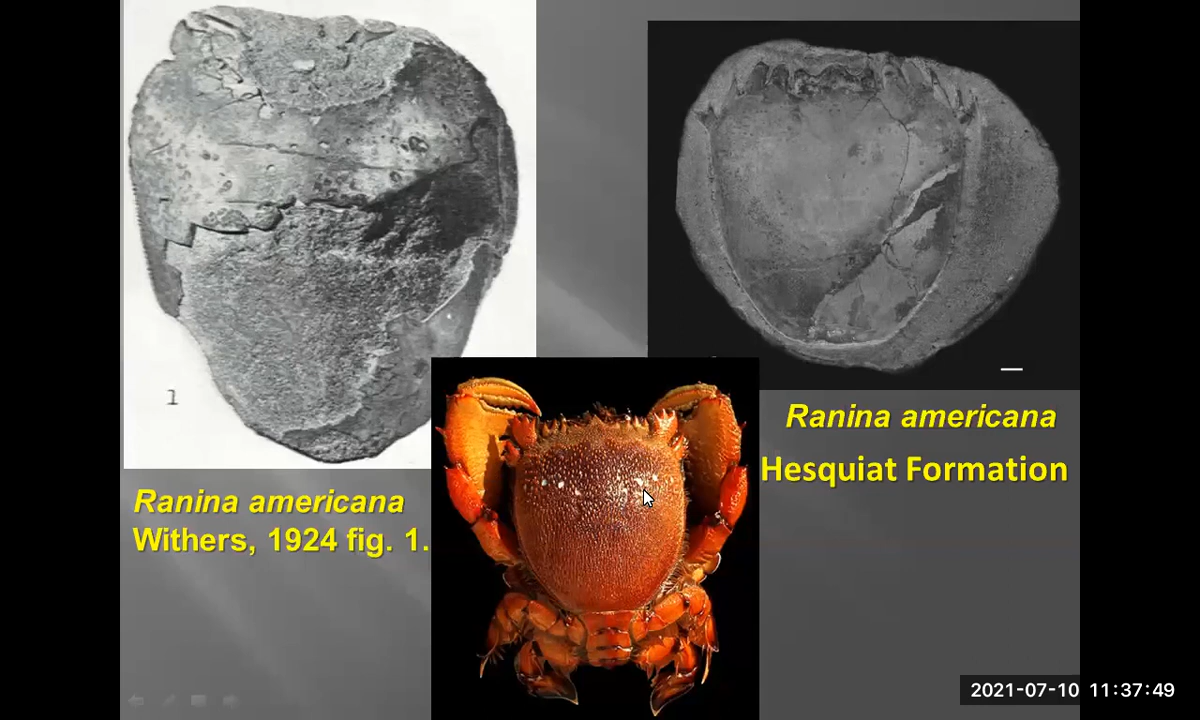 1
Ranina americana
Withers, 1924 fig. 1.
Ranina americana
Hesquiat Formation
2021-07-10 11:37:49